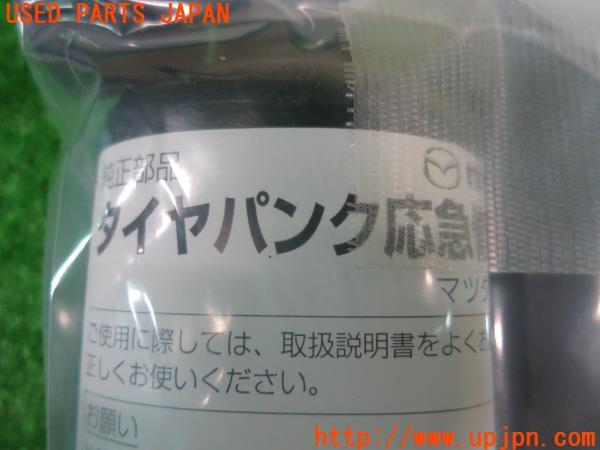 USED PARTS JAPAN
純正部品
タイヤパンク応急
マツダ
ご使用に際しては、取扱説明書をよくお
正しくお使いください。
お願い
http://www.upjpn.com/